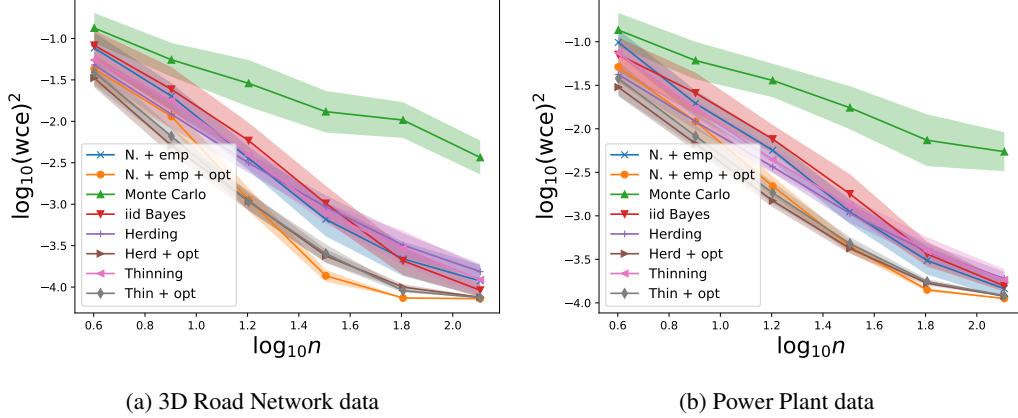 −1.0
−1.5
−2.0
−2.5
−3.0
−3.5
−4.0
log₁₀(wce)²
N. + emp
N. + emp + opt
Monte Carlo
iid Bayes
Herding
Herd + opt
Thinning
Thin + opt
0.6 0.8 1.0 1.2 1.4 1.6 1.8 2.0
log₁₀n
(a) 3D Road Network data
−1.0
−1.5
−2.0
−2.5
−3.0
−3.5
−4.0
log₁₀(wce)²
N. + emp
N. + emp + opt
Monte Carlo
iid Bayes
Herding
Herd + opt
Thinning
Thin + opt
0.6 0.8 1.0 1.2 1.4 1.6 1.8 2.0
log₁₀n
(b) Power Plant data